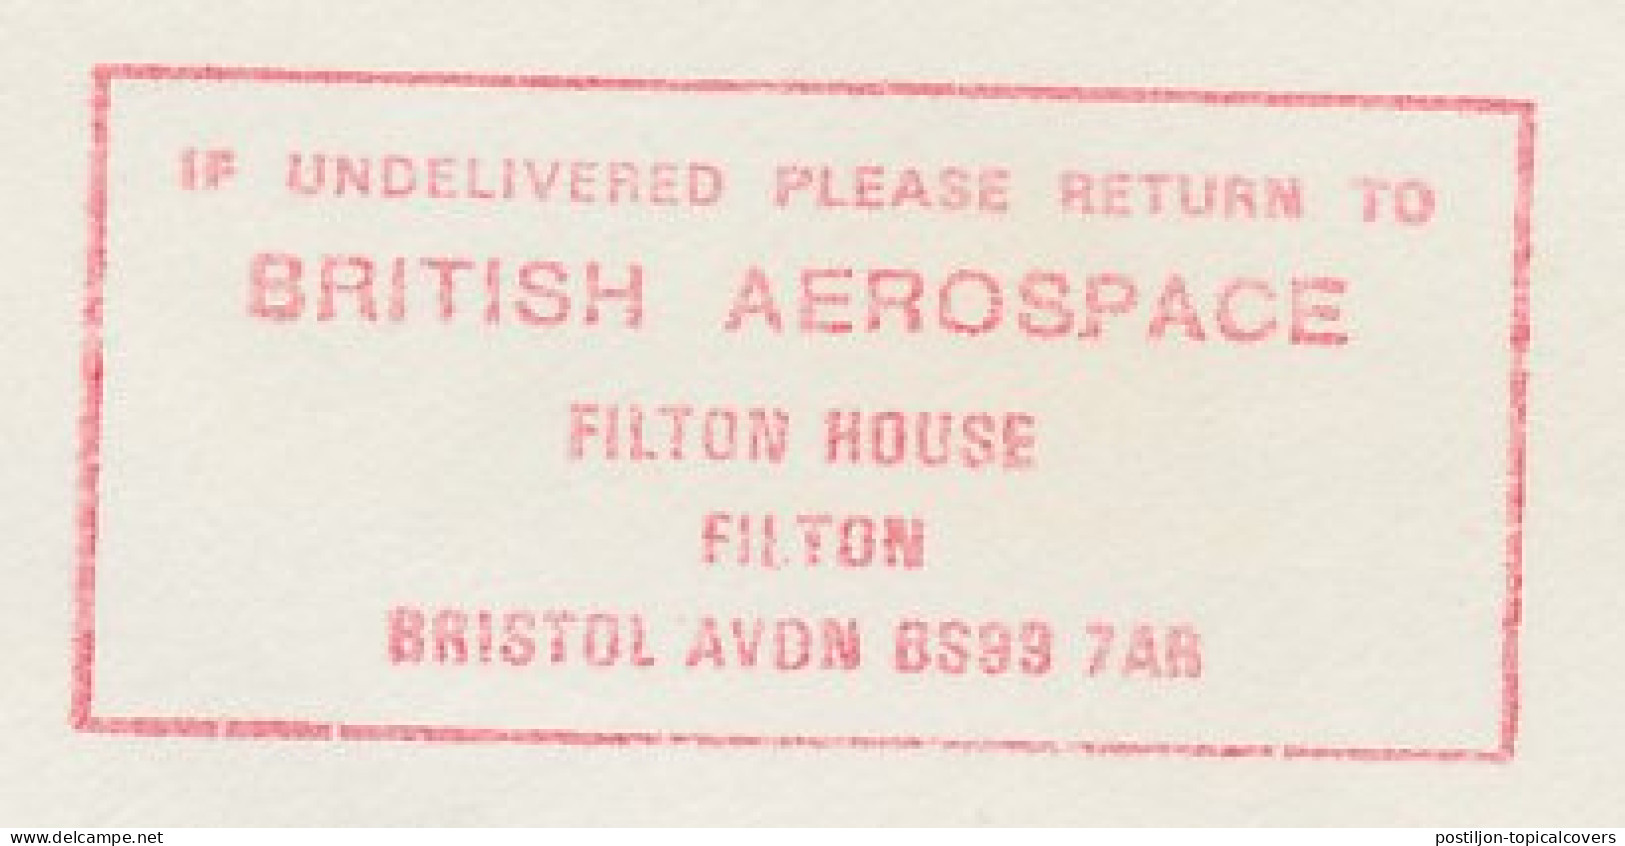 IF UNDELIVERED PLEASE RETURN TO
BRITISH AEROSPACE
FILTON HOUSE
FILTON
BRISTOL AVON BS99 7AR
www.delcampe.net
postiljon-topicalcovers